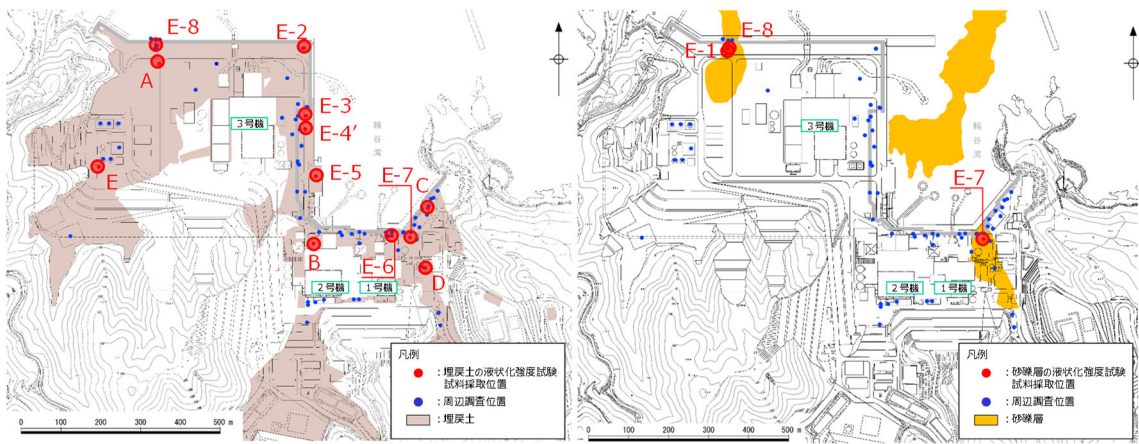 E-8
E-2
A
E-3
3号機
E-4′
輪谷湾
E
E-5
E-7
C
B
E-6
D
2号機
1号機
凡例
：埋戻土の液状化強度試験
試料採取位置
：周辺調査位置
：埋戻土
0 100 200 300 400 500 m
E-8
E-1
3号機
輪谷湾
E-7
2号機
1号機
凡例
：砂礫層の液状化強度試験
試料採取位置
：周辺調査位置
：砂礫層
0 100 200 300 400 500 m